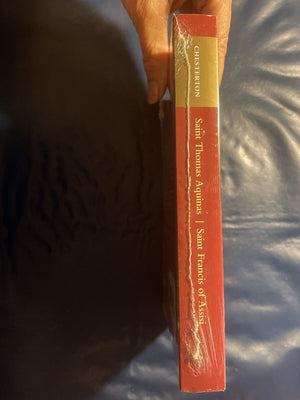 CHESTERTON
Saint Thomas Aquinas | Saint Francis of Assisi